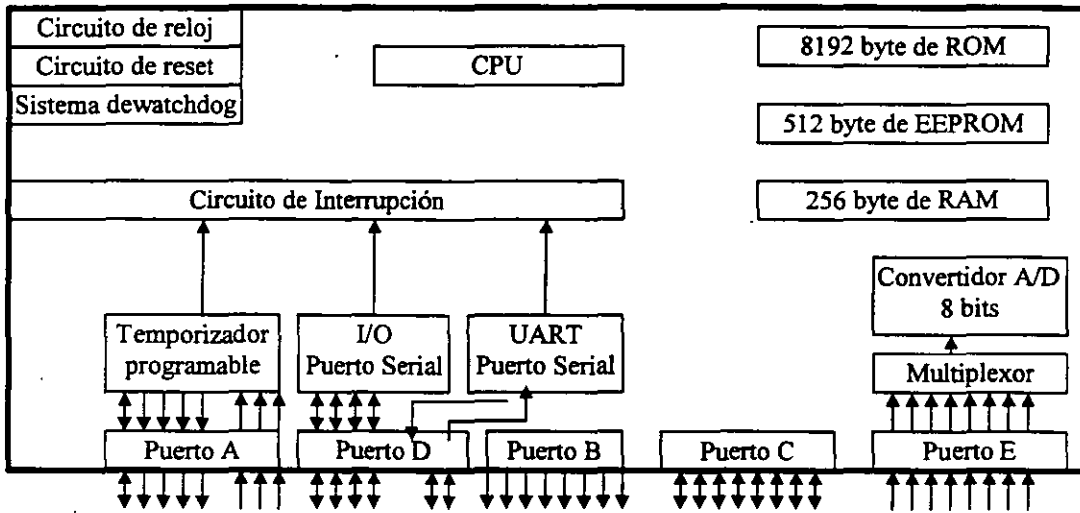 Circuito de reloj
Circuito de reset
Sistema dewatchdog
CPU
8192 byte de ROM
512 byte de EEPROM
256 byte de RAM
Circuito de Interrupción
Temporizador
programable
I/O
Puerto Serial
UART
Puerto Serial
Convertidor A/D
8 bits
Multiplexor
Puerto A
Puerto D
Puerto B
Puerto C
Puerto E